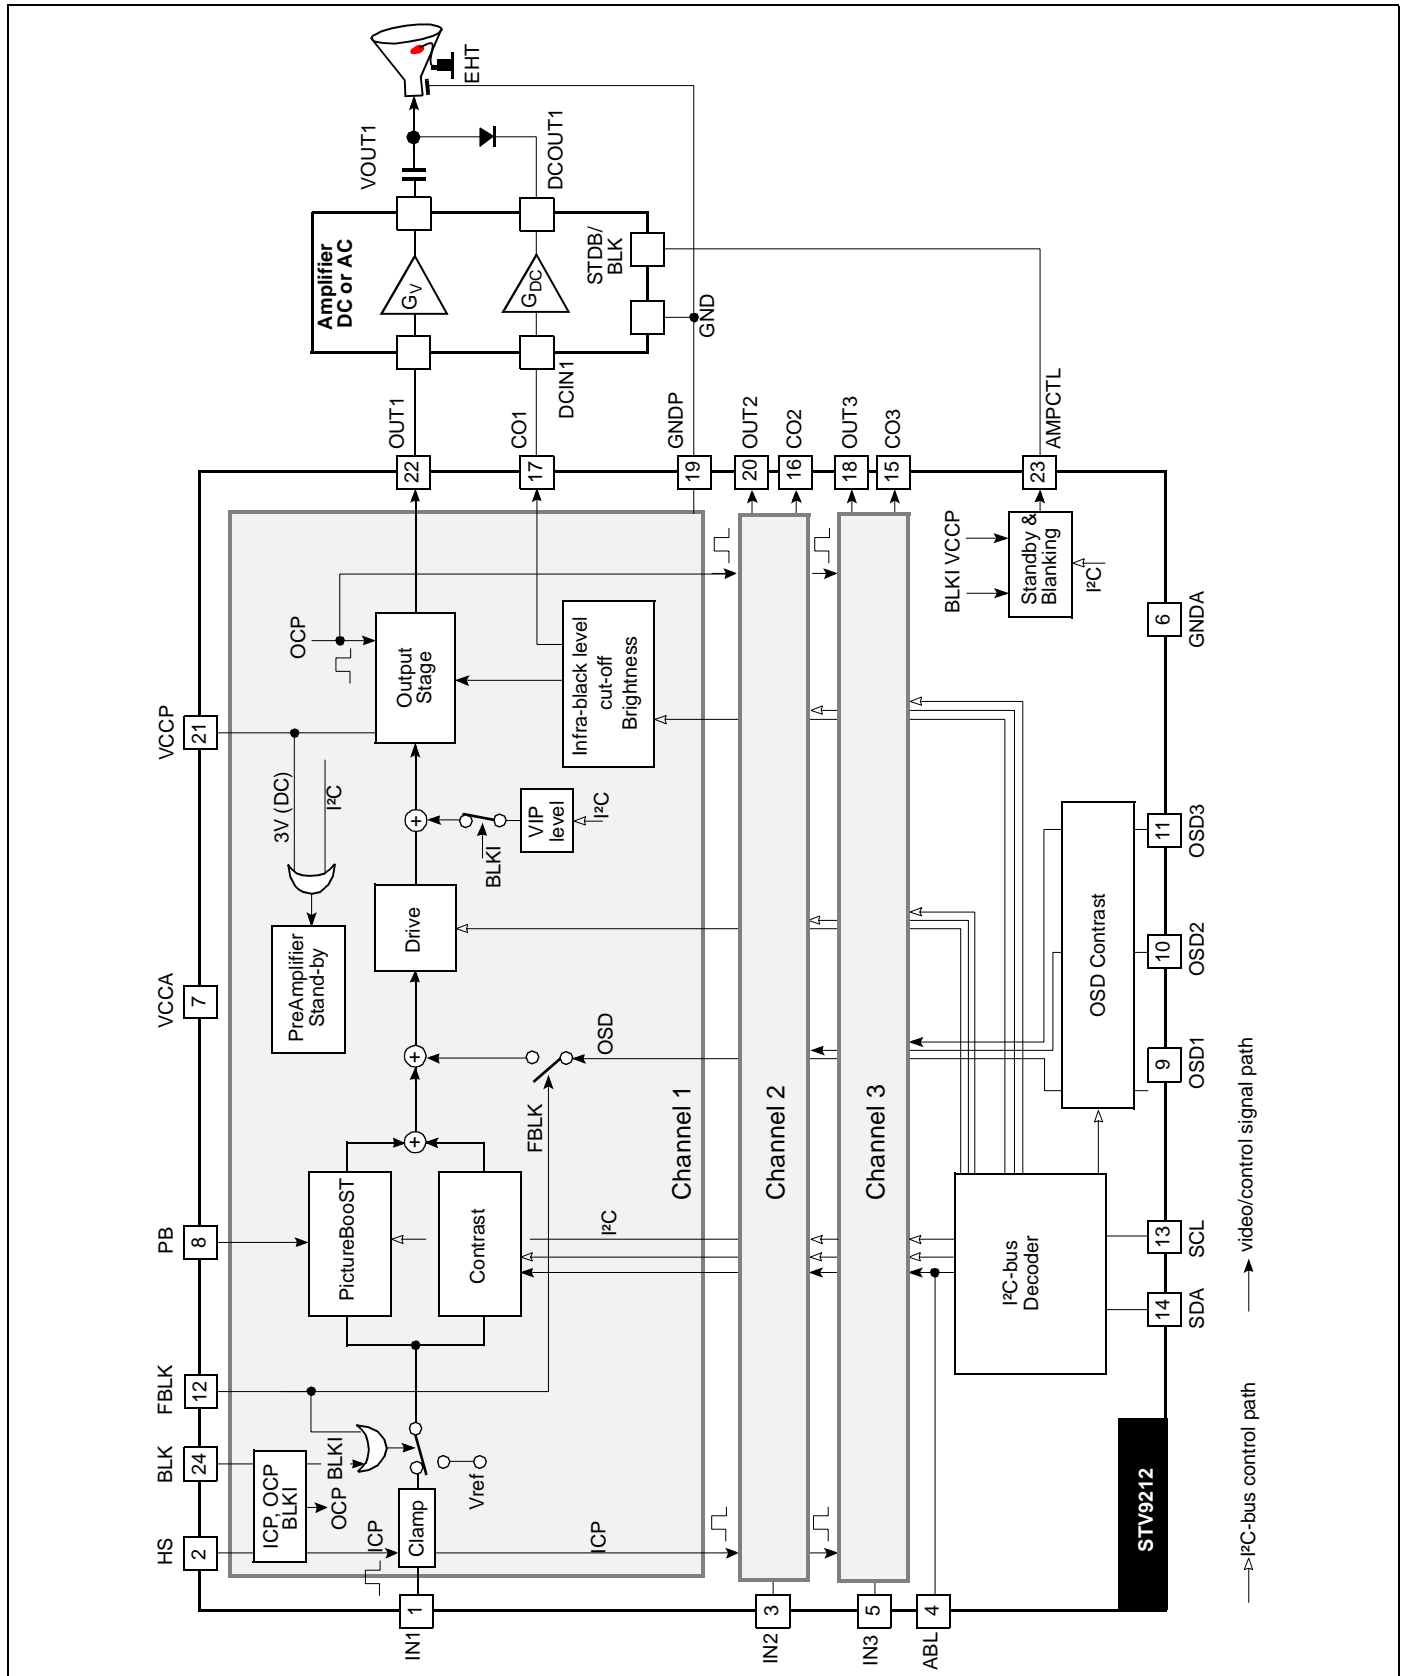 EHT
VOUT1
DCOUT1
Amplifier
DC or AC
GV
GDC
STDB/
BLK
GND
DCIN1
OUT1
CO1
GNDP
OUT2
CO2
OUT3
CO3
AMPCTL
22
17
19
20
16
18
15
23
BLKI VCCP
Standby &
Blanking
I²C
6
GNDA
OCP
Output
Stage
Infra-black level
cut-off
Brightness
VCCP
21
3V (DC)
I²C
VIP
level
I²C
BLKI
Drive
PreAmplifier
Stand-by
VCCA
7
OSD
FBLK
Channel 1
Channel 2
Channel 3
OSD Contrast
11
OSD3
10
OSD2
9
OSD1
PB
8
PictureBooST
Contrast
I²C
I²C-bus
Decoder
13
SCL
14
SDA
FBLK
12
BLK
24
HS
2
ICP, OCP
BLKI
OCP
BLKI
ICP
Clamp
Vref
ICP
IN1
1
IN2
3
IN3
5
ABL
4
STV9212
I²C-bus control path
video/control signal path